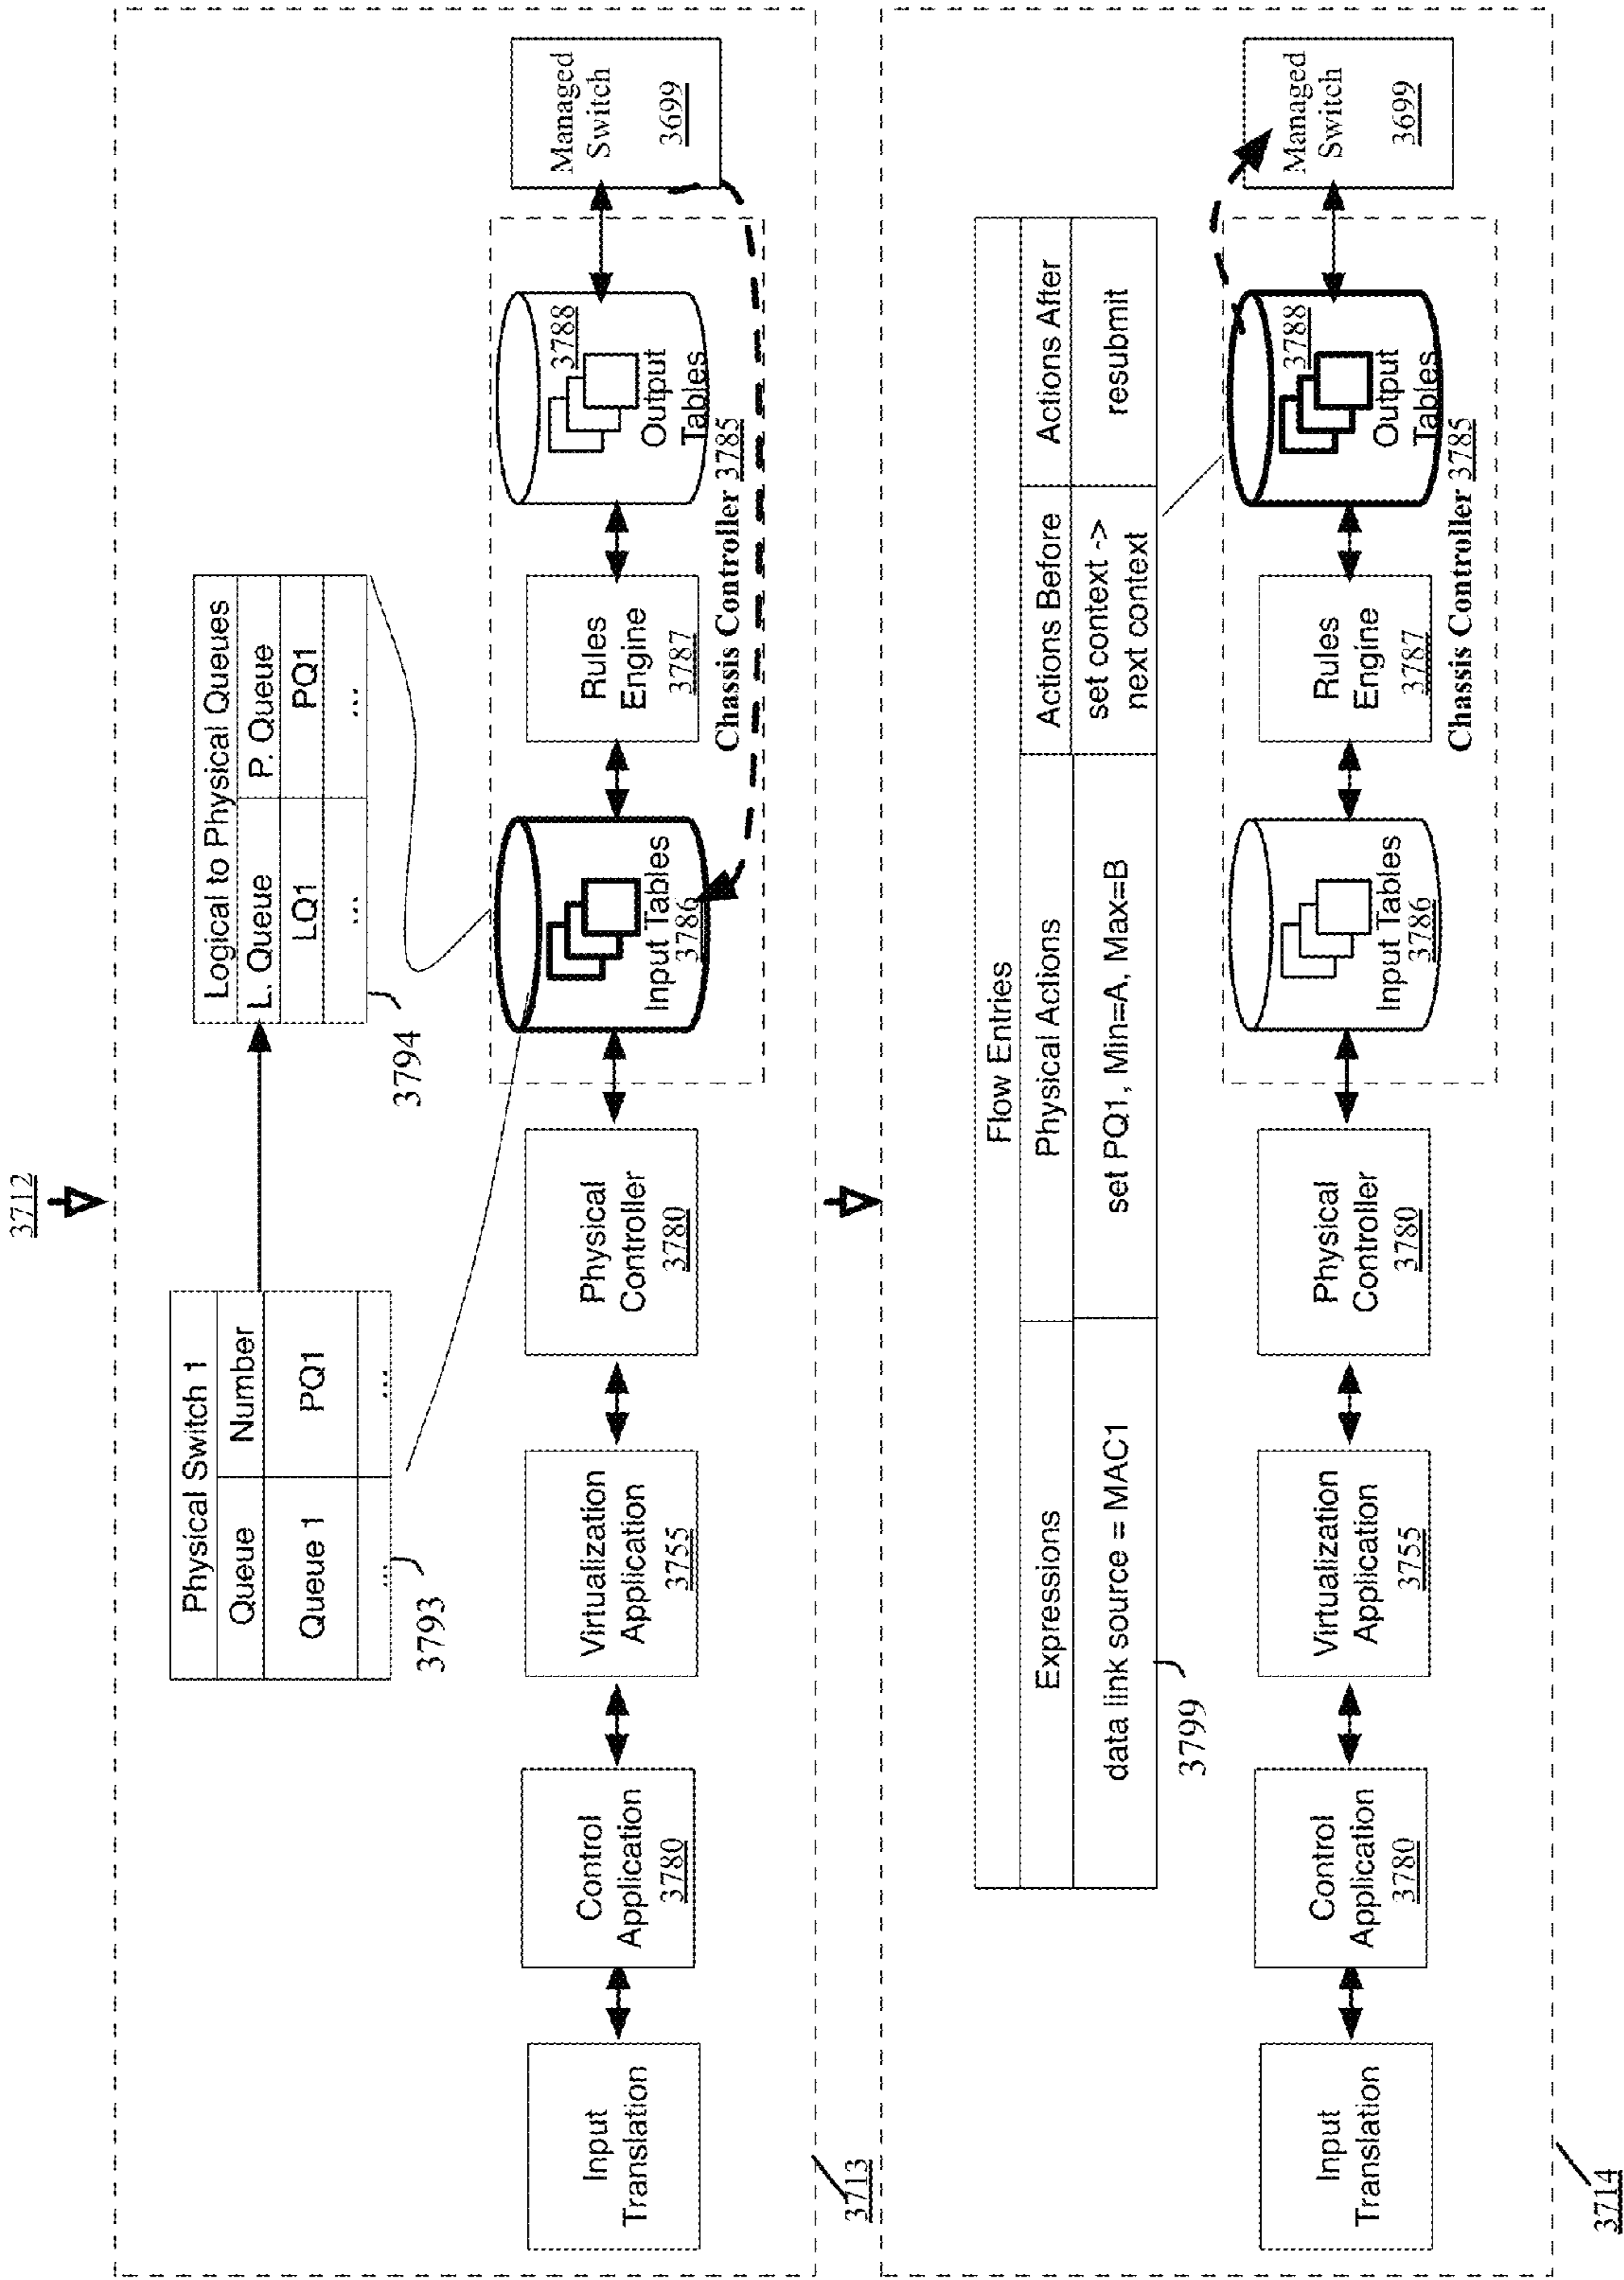 3712
Physical Switch 1
Queue Number
Queue 1 PQ1
... ...
3793
Logical to Physical Queues
L. Queue P. Queue
LQ1 PQ1
... ...
3794
Input
Translation
Control
Application
3780
Virtualization
Application
3755
Physical
Controller
3780
Input Tables
3786
Rules
Engine
3787
3788
Output
Tables
Chassis Controller 3785
Managed
Switch
3699
3713
Flow Entries
Expressions Physical Actions Actions Before Actions After
data link source = MAC1 set PQ1, Min=A, Max=B set context -> resubmit
next context
3799
Input
Translation
Control
Application
3780
Virtualization
Application
3755
Physical
Controller
3780
Input Tables
3786
Rules
Engine
3787
3788
Output
Tables
Chassis Controller 3785
Managed
Switch
3699
3714